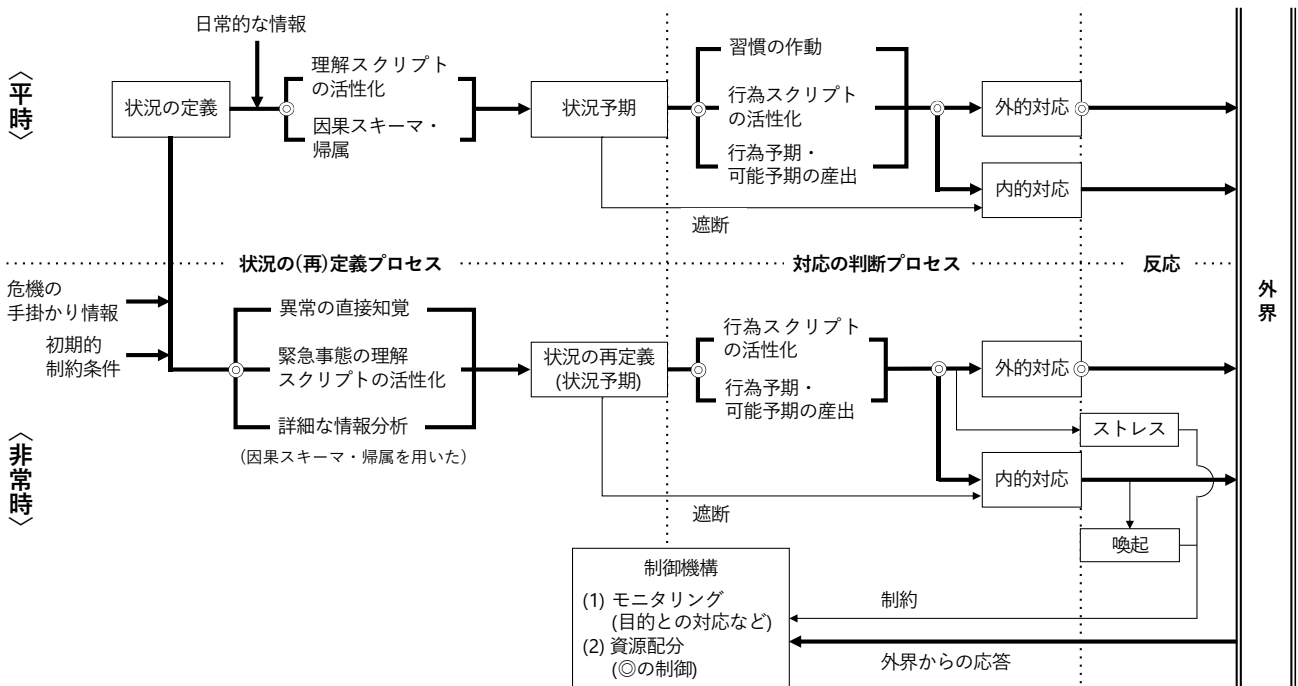 日常的な情報
〈平時〉
状況の定義
理解スクリプト
の活性化
因果スキーマ・
帰属
状況予期
習慣の作動
行為スクリプト
の活性化
行為予期・
可能予期の産出
外的対応
内的対応
遮断
状況の(再)定義プロセス
対応の判断プロセス
反応
外界
危機の
手掛かり情報
初期的
制約条件
〈非常時〉
異常の直接知覚
緊急事態の理解
スクリプトの活性化
詳細な情報分析
(因果スキーマ・帰属を用いた)
状況の再定義
(状況予期)
行為スクリプト
の活性化
行為予期・
可能予期の産出
外的対応
ストレス
内的対応
遮断
喚起
制御機構
(1) モニタリング
(目的との対応など)
(2) 資源配分
(◎の制御)
制約
外界からの応答